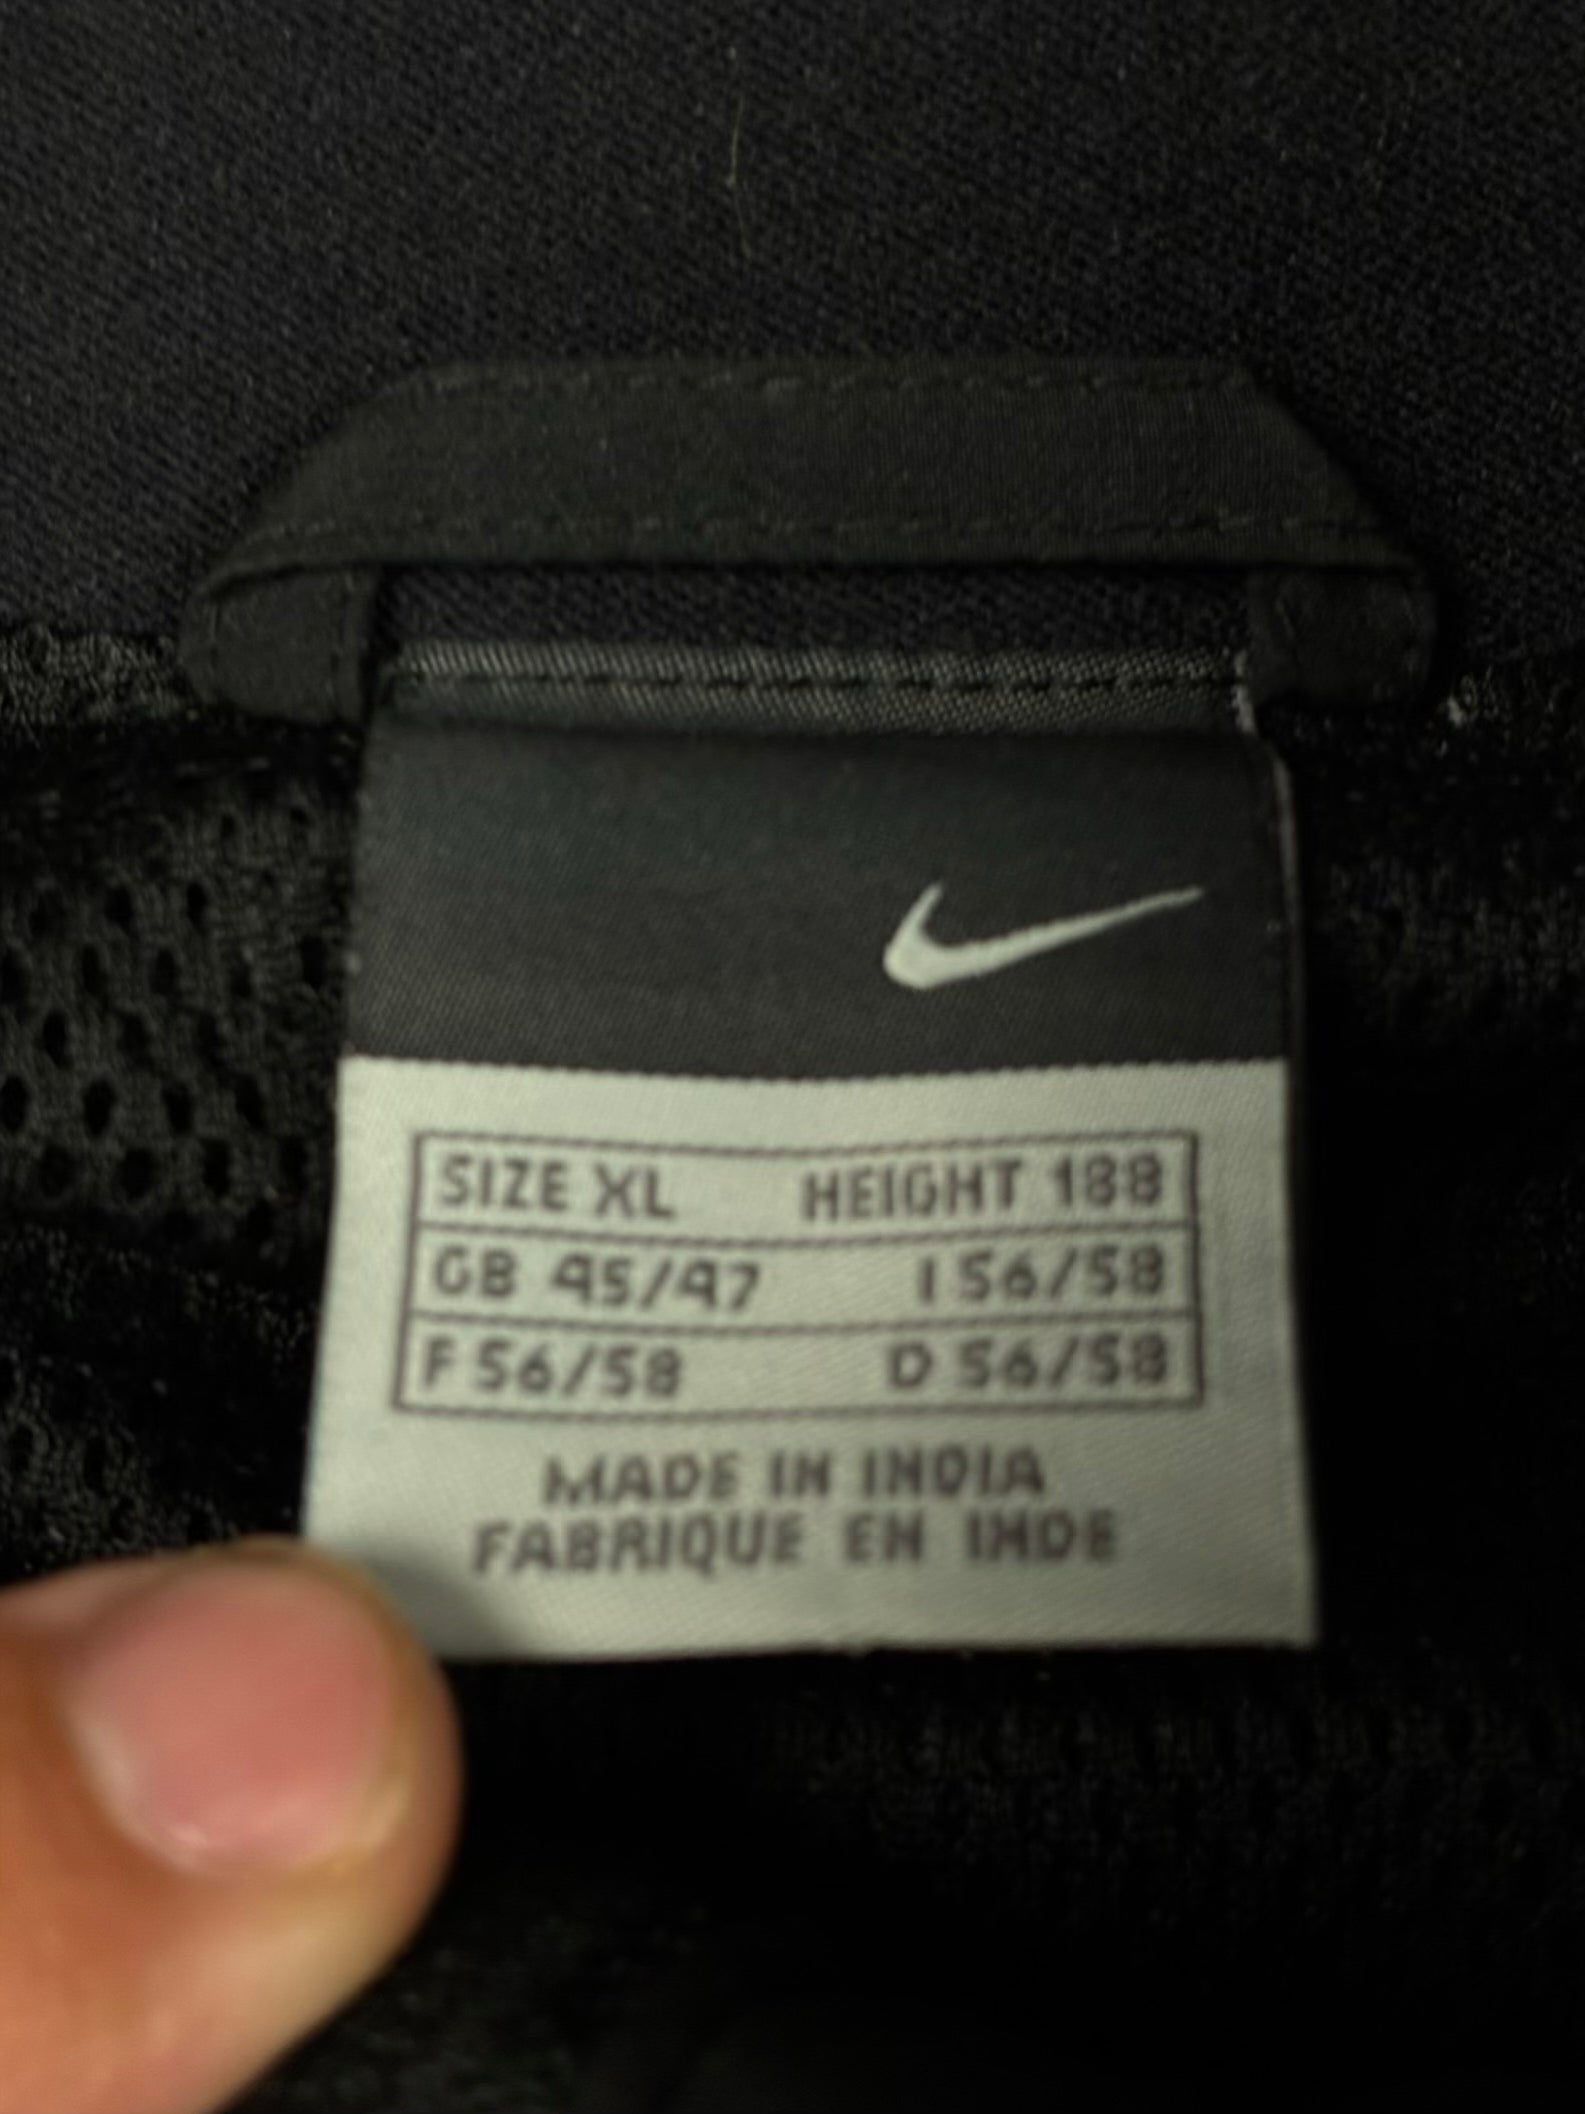 SIZE XL HEIGHT 188
GB 45/47 I 56/58
F 56/58 D 56/58
MADE IN INDIA
FABRIQUE EN INDE